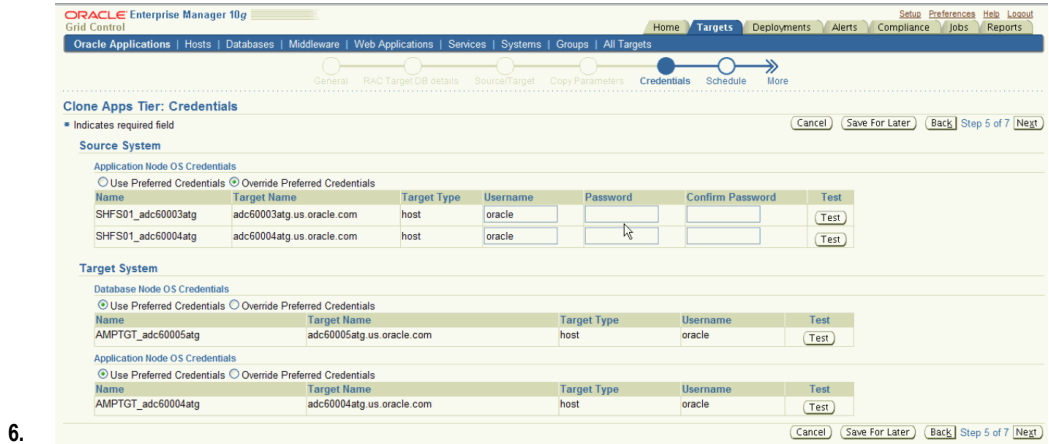 ORACLE Enterprise Manager 10g
Setup Preferences Help Logout
Grid Control
Home Targets Deployments Alerts Compliance Jobs Reports
Oracle Applications | Hosts | Databases | Middleware | Web Applications | Services | Systems | Groups | All Targets
General RAC Target DB details Source/Target Copy Parameters Credentials Schedule More
Clone Apps Tier: Credentials
Indicates required field
Cancel Save For Later Back Step 5 of 7 Next
Source System
Application Node OS Credentials
Use Preferred Credentials Override Preferred Credentials
Name Target Name Target Type Username Password Confirm Password Test
SHFS01_adc60003atg adc60003atg.us.oracle.com host oracle Test
SHFS01_adc60004atg adc60004atg.us.oracle.com host oracle Test
Target System
Database Node OS Credentials
Use Preferred Credentials Override Preferred Credentials
Name Target Name Target Type Username Test
AMPTGT_adc60005atg adc60005atg.us.oracle.com host oracle Test
Application Node OS Credentials
Use Preferred Credentials Override Preferred Credentials
Name Target Name Target Type Username Test
AMPTGT_adc60004atg adc60004atg.us.oracle.com host oracle Test
6.
Cancel Save For Later Back Step 5 of 7 Next